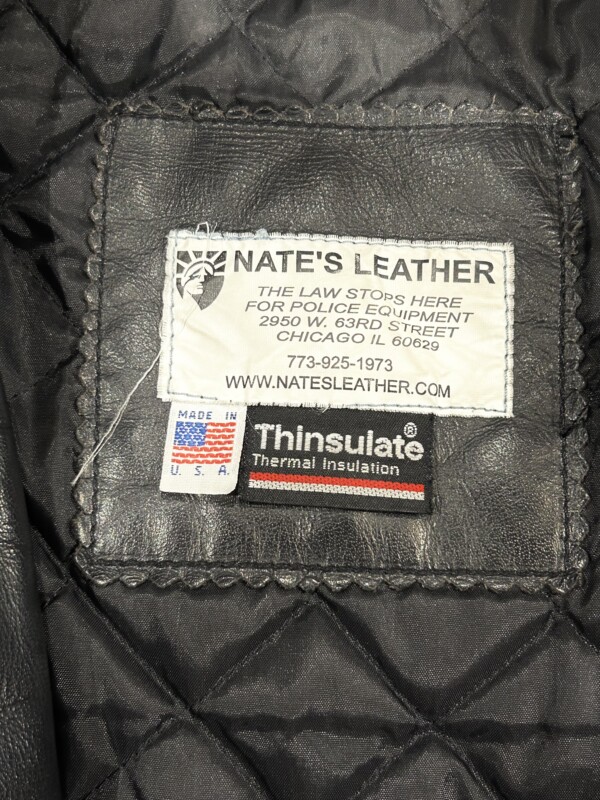 NATE'S LEATHER
THE LAW STOPS HERE
FOR POLICE EQUIPMENT
2950 W. 63RD STREET
CHICAGO IL 60629
773-925-1973
WWW.NATESLEATHER.COM
MADE IN
U. S. A.
Thinsulate®
Thermal Insulation